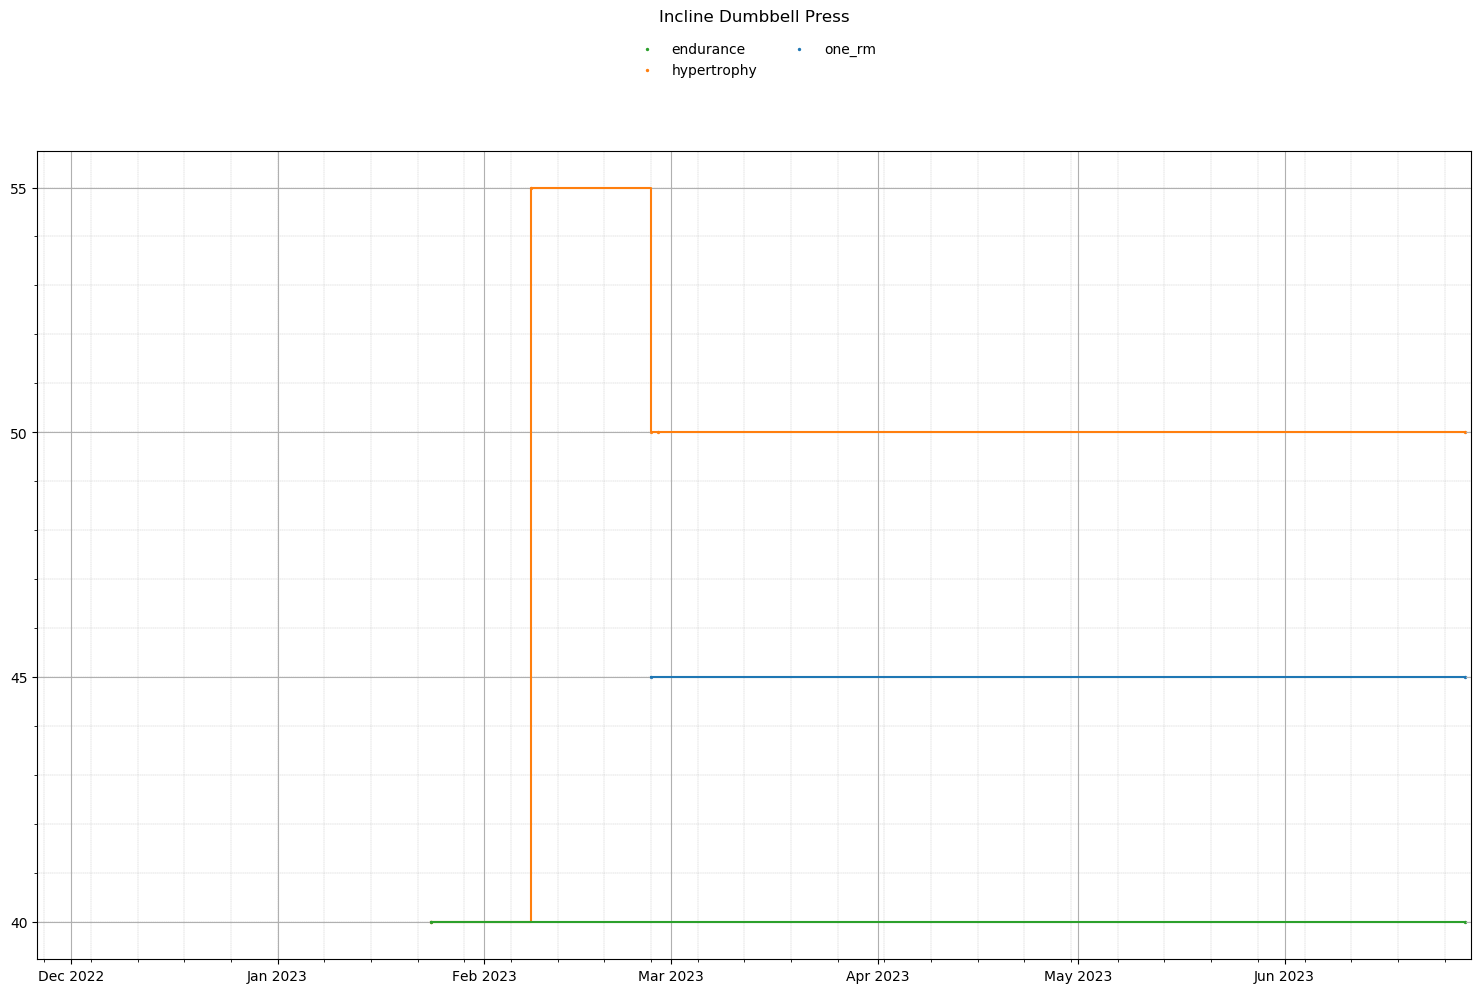 Incline Dumbbell Press
endurance one_rm
hypertrophy
55
50
45
40
Dec 2022 Jan 2023 Feb 2023 Mar 2023 Apr 2023 May 2023 Jun 2023